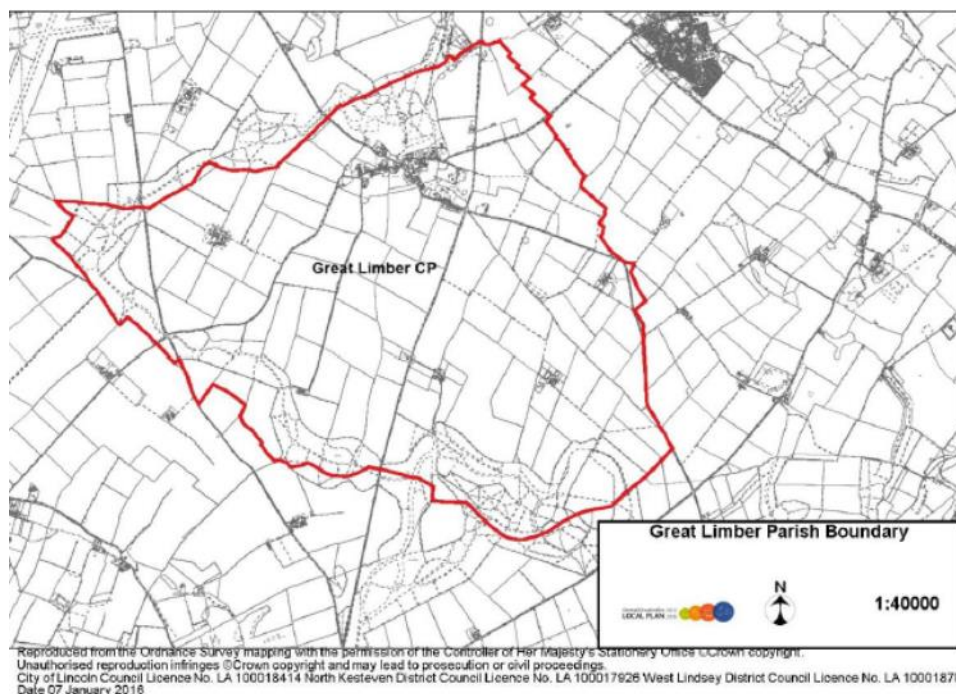 Great Limber CP
Great Limber Parish Boundary
LOCAL PLAN
N
1:40000
Reproduced from the Ordnance Survey mapping with the permission of the Controller of Her Majesty's Stationery Office ©Crown copyright.
Unauthorised reproduction infringes ©Crown copyright and may lead to prosecution or civil proceedings.
City of Lincoln Council Licence No. LA 100018414 North Kesteven District Council Licence No. LA 100017926 West Lindsey District Council Licence No. LA 1001870
Date 07 January 2016